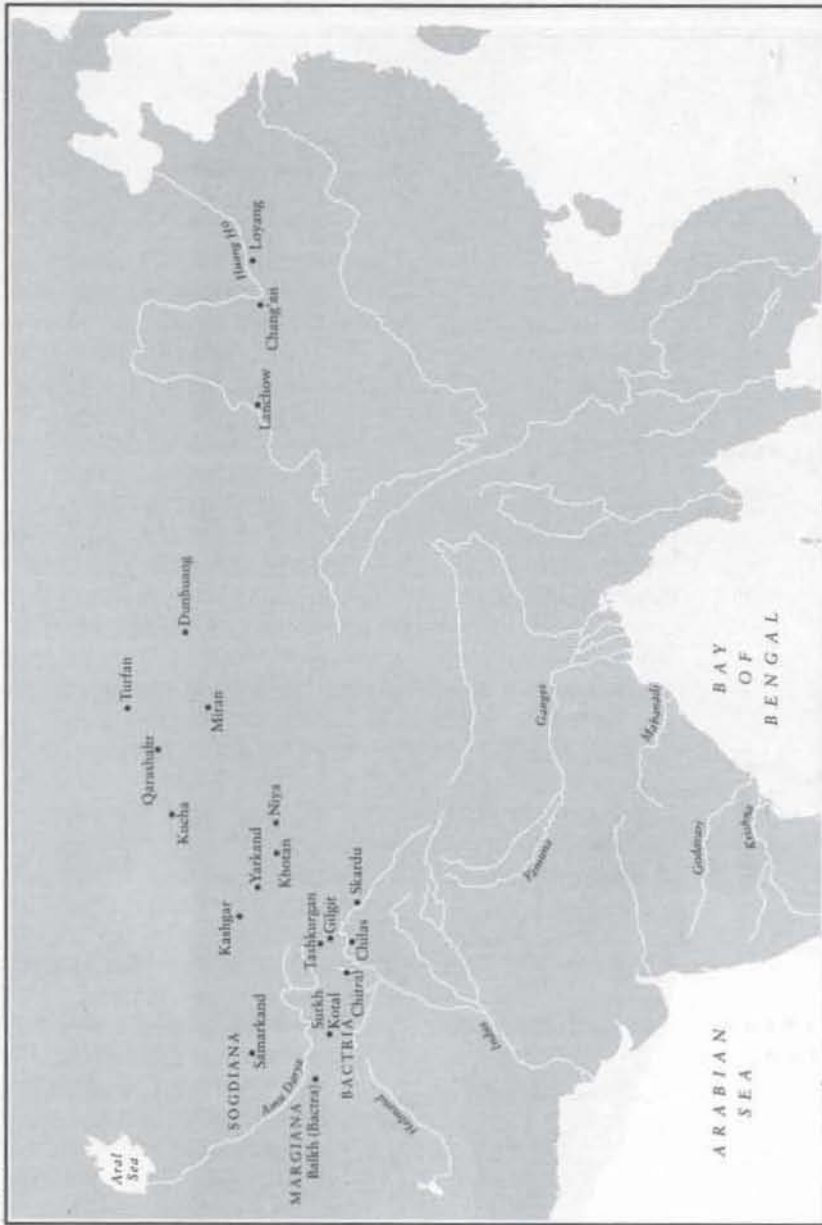 Aral
Sea
Turfan
Qarashahr
Kucha
Dunhuang
Miran
SOGDIANA
Samarkand
Kashgar
Yarkand
Huang Ho
Loyang
Chang'an
Lanchow
Amu Darya
Khotan
Niya
MARGIANA
Balkh (Bactra)
Surkh
Kotal
Tashkurgan
Gilgit
BACTRIA
Chitral
Chilas
Skardu
Helmand
Indus
Yamuna
Ganges
Mahanadi
Godavari
Krishna
ARABIAN
SEA
BAY
OF
BENGAL